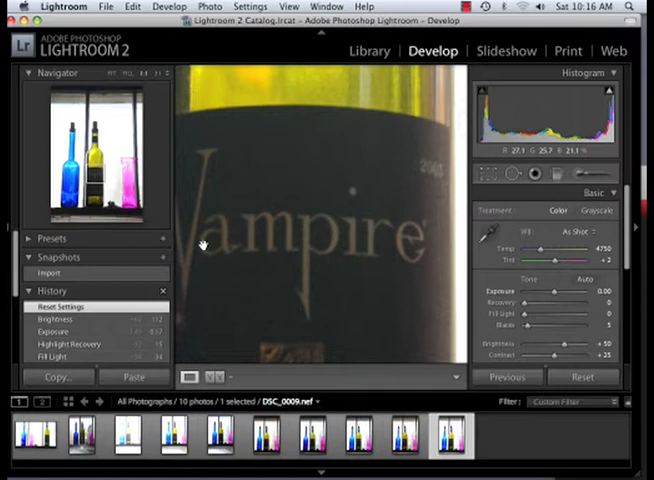 Lightroom File Edit Develop Photo Settings View Window Help Sat 10:16 AM
Lightroom 2 Catalog.lrcat – Adobe Photoshop Lightroom – Develop
Lr ADOBE PHOTOSHOP
LIGHTROOM 2
Library | Develop | Slideshow | Print | Web
Navigator
Histogram
R 27.1 G 25.7 B 21.1 %
2003
Vampire
Basic
Treatment Color Grayscale
WB As Shot
Temp 4750
Tint + 2
Tone Auto
Exposure 0.00
Recovery 0
Fill Light 0
Blacks 5
Brightness + 50
Contrast + 25
Presets
Snapshots
Import
History
Reset Settings
Brightness
Exposure
Highlight Recovery
Fill Light
Copy... Paste
Previous Reset
1 2 All Photographs / 10 photos / 1 selected / DSC_0009.nef
Filter : Custom Filter